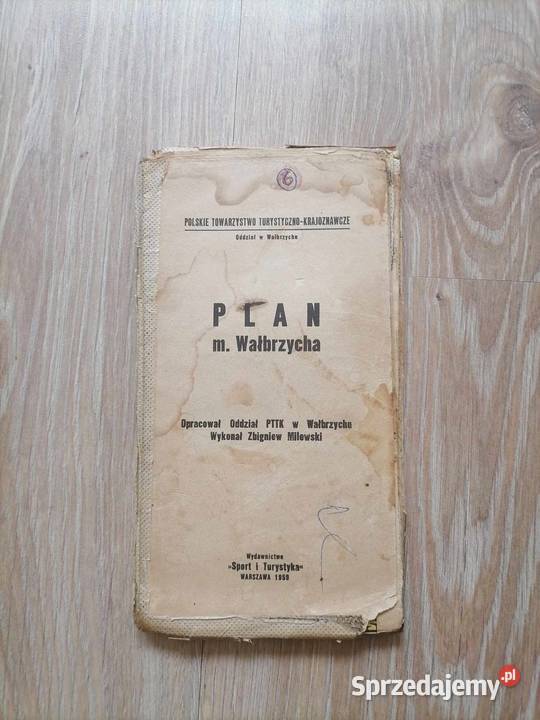 6
POLSKIE TOWARZYSTWO TURYSTYCZNO-KRAJOZNAWCZE
Oddział w Wałbrzychu
PLAN
m. Wałbrzycha
Opracował Oddział PTTK w Wałbrzychu
Wykonał Zbigniew Milewski
Wydawnictwo
»Sport i Turystyka«
WARSZAWA 1959
Sprzedajemy.pl